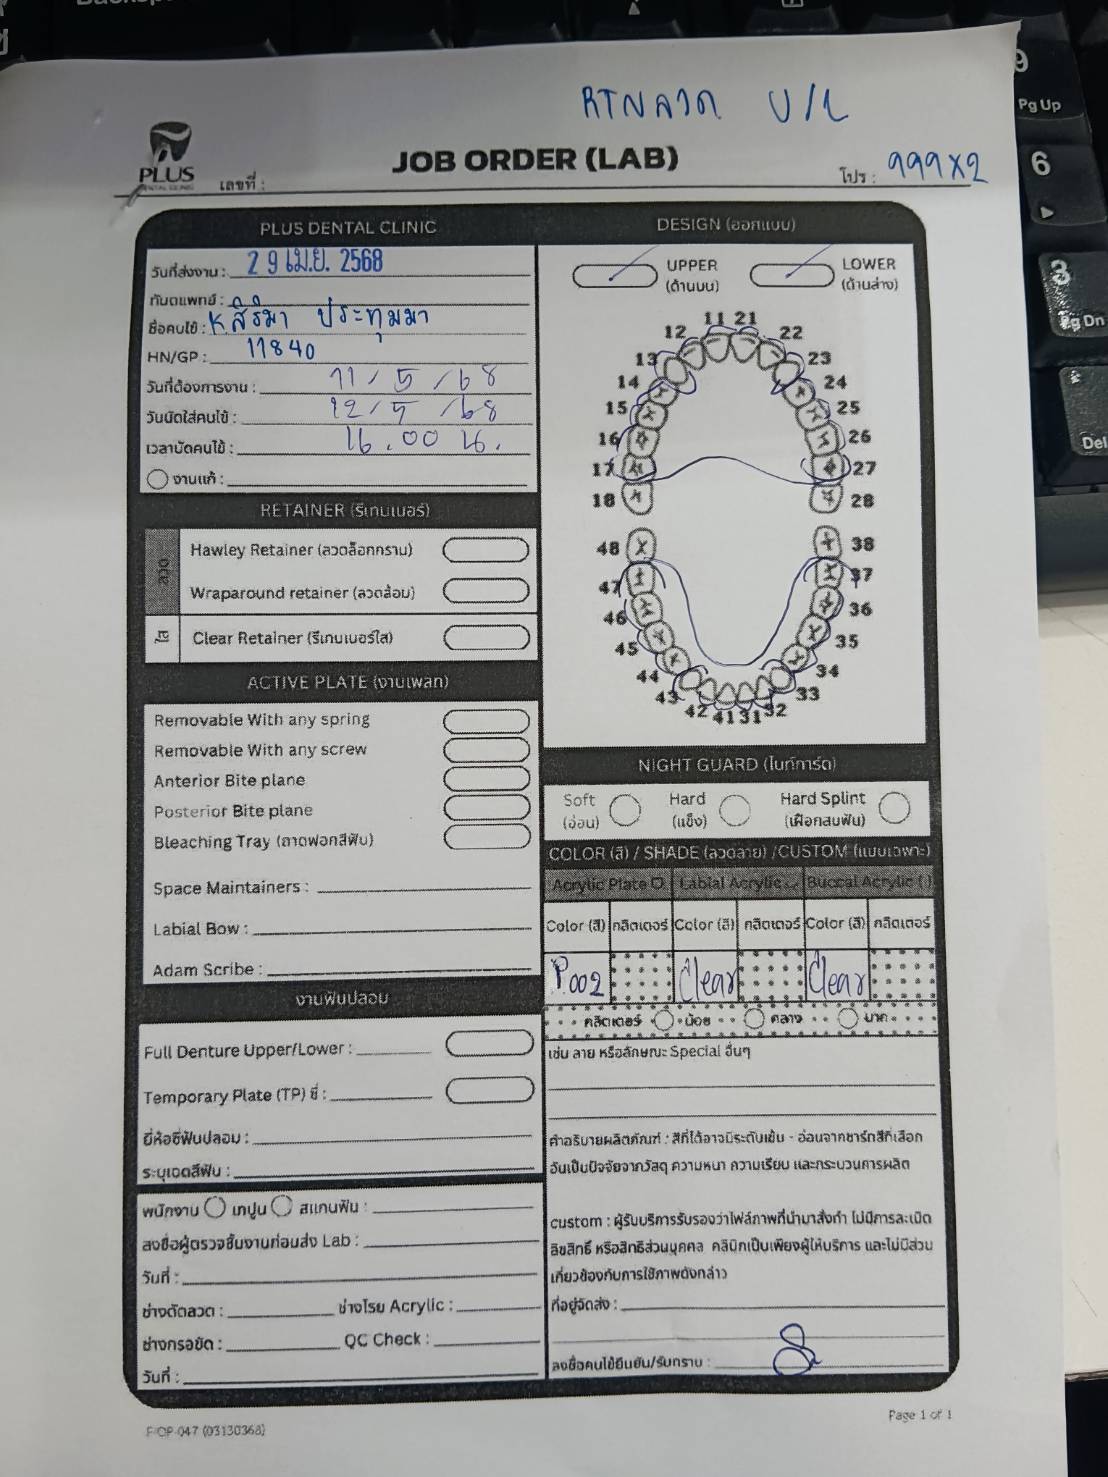 RTNลวด U/L
PLUS
DENTAL CLINIC
JOB ORDER (LAB)
เลขที่ :
โปร : 999x2
PLUS DENTAL CLINIC
วันที่ส่งงาน : 29 เม.ย. 2568
ทันตแพทย์ :
ชื่อคนไข้ : K.สิริมา ประทุมมา
HN/GP : 11840
วันที่ต้องการงาน : 11/5/68
วันนัดใส่คนไข้ : 12/5/68
เวลานัดคนไข้ : 16.00 น.
งานแก้ :
RETAINER (รีเทนเนอร์)
ลวด
Hawley Retainer (ลวดล็อกกราม)
Wraparound retainer (ลวดล้อม)
ใส
Clear Retainer (รีเทนเนอร์ใส)
ACTIVE PLATE (งานเพลท)
Removable With any spring
Removable With any screw
Anterior Bite plane
Posterior Bite plane
Bleaching Tray (ถาดฟอกสีฟัน)
Space Maintainers :
Labial Bow :
Adam Scribe :
งานฟันปลอม
Full Denture Upper/Lower :
Temporary Plate (TP) ซี่ :
ยี่ห้อซี่ฟันปลอม :
ระบุเฉดสีฟัน :
พนักงาน เทปูน สแกนฟัน :
ลงชื่อผู้ตรวจชิ้นงานก่อนส่ง Lab :
วันที่ :
ช่างดัดลวด : ช่างโรย Acrylic :
ช่างกรอขัด : QC Check :
วันที่ :
DESIGN (ออกแบบ)
UPPER
(ด้านบน)
LOWER
(ด้านล่าง)
11 21
12 22
13 23
14 24
15 25
16 26
17 27
18 28
48 38
47 37
46 36
45 35
44 34
43 33
42 41 31 32
NIGHT GUARD (ไนท์การ์ด)
Soft
(อ่อน)
Hard
(แข็ง)
Hard Splint
(เฝือกสบฟัน)
COLOR (สี) / SHADE (ลวดลาย) /CUSTOM (แบบเฉพาะ)
Acrylic Plate Labial Acrylic Buccal Acrylic ( )
Color (สี) กลิตเตอร์ Color (สี) กลิตเตอร์ Color (สี) กลิตเตอร์
P.002 Clear Clear
กลิตเตอร์ น้อย กลาง มาก
เช่น ลาย หรือลักษณะ Special อื่นๆ
คำอธิบายผลิตภัณฑ์ : สีที่ได้อาจมีระดับเข้ม - อ่อนจากชาร์ทสีที่เลือก
อันเป็นปัจจัยจากวัสดุ ความหนา ความเรียบ และกระบวนการผลิต
custom : ผู้รับบริการรับรองว่าไฟล์ภาพที่นำมาสั่งทำ ไม่มีการละเมิด
ลิขสิทธิ์ หรือสิทธิส่วนบุคคล คลินิกเป็นเพียงผู้ให้บริการ และไม่มีส่วน
เกี่ยวข้องกับการใช้ภาพดังกล่าว
ที่อยู่จัดส่ง :
ลงชื่อคนไข้ยืนยัน/รับทราบ :
F-OP-047 (03130368)
Page 1 of 1
9
Pg Up
6
3
Pg Dn
Del